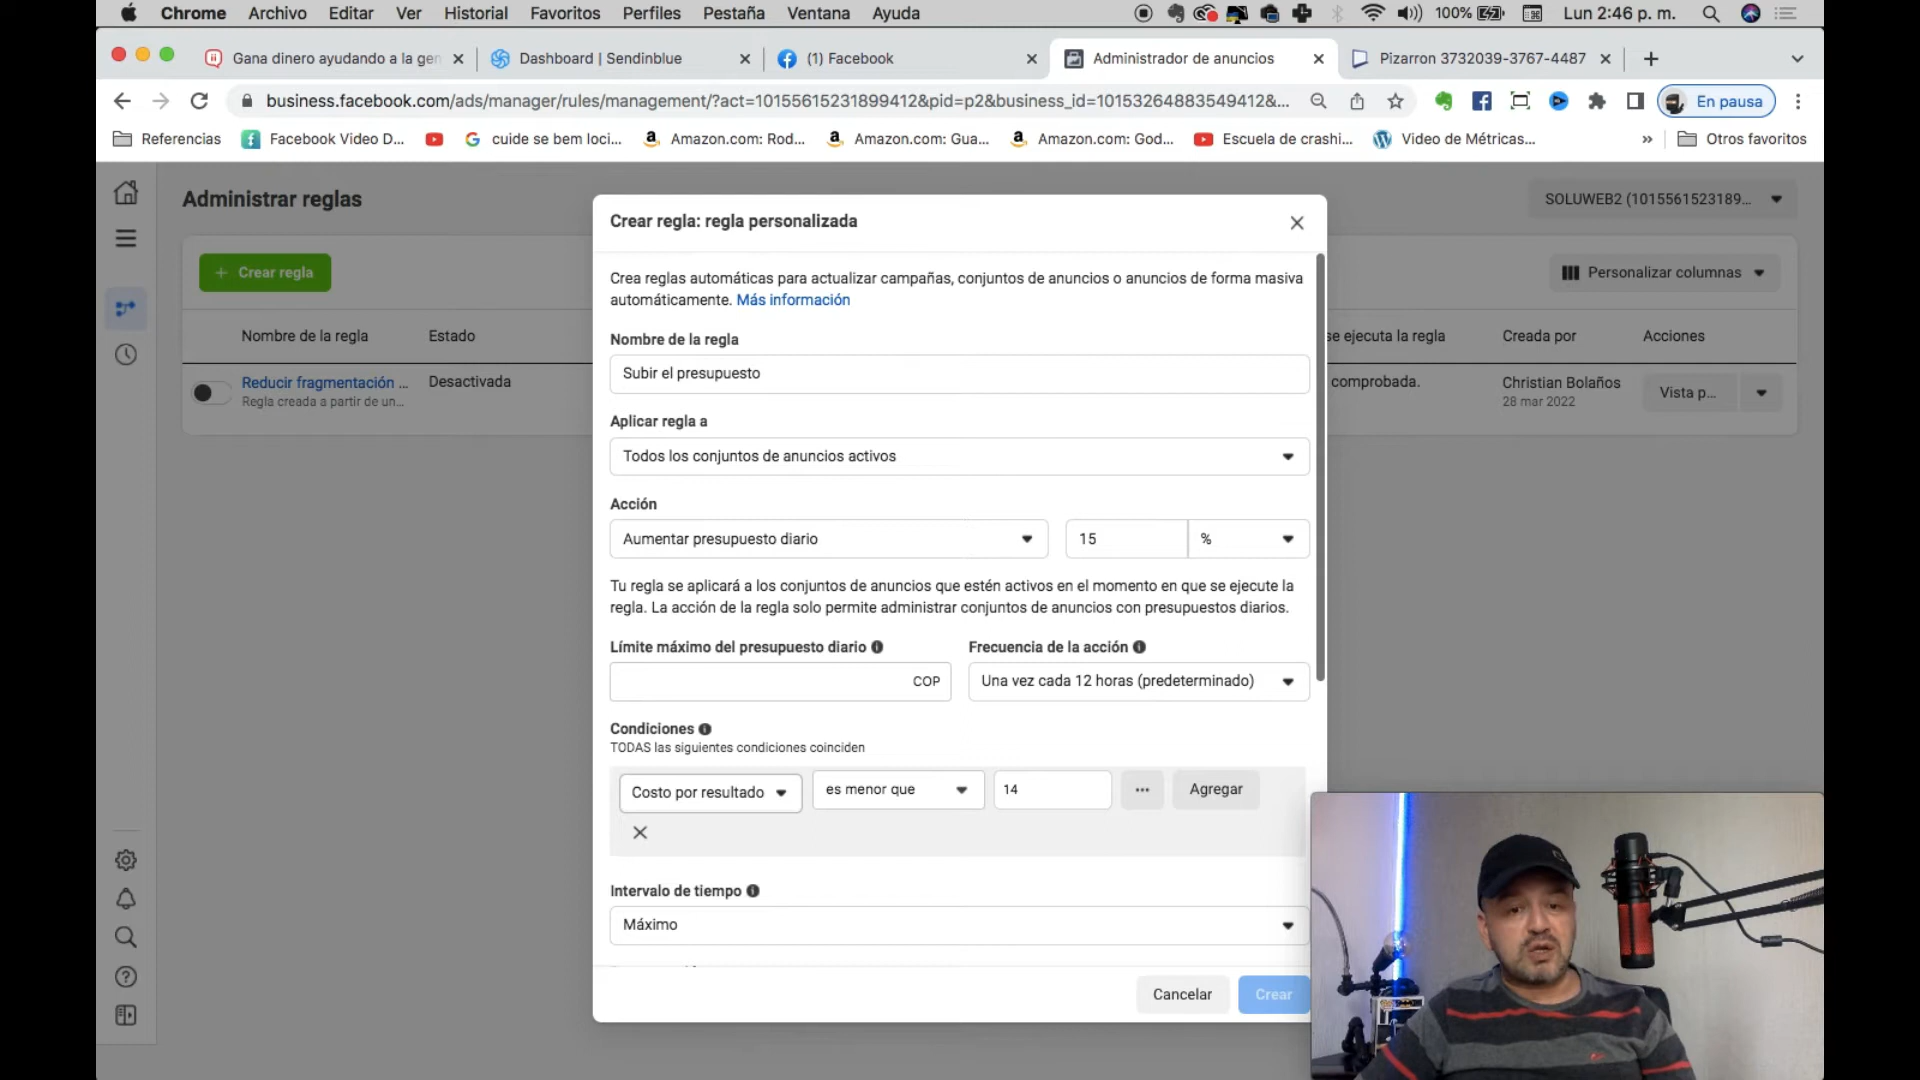 Chrome Archivo Editar Ver Historial Favoritos Perfiles Pestaña Ventana Ayuda 100% Lun 2:46 p. m.
Gana dinero ayudando a la gen Dashboard | Sendinblue (1) Facebook Administrador de anuncios Pizarron 3732039-3767-4487
business.facebook.com/ads/manager/rules/management/?act=10155615231899412&pid=p2&business_id=10153264883549412&... En pausa
Referencias Facebook Video D... cuide se bem loci... Amazon.com: Rod... Amazon.com: Gua... Amazon.com: God... Escuela de crashi... Video de Métricas... » Otros favoritos
Administrar reglas
SOLUWEB2 (1015561523189...
+ Crear regla
Personalizar columnas
Nombre de la regla Estado se ejecuta la regla Creada por Acciones
Reducir fragmentación ... Desactivada comprobada. Christian Bolaños Vista p...
Regla creada a partir de un... 28 mar 2022
Crear regla: regla personalizada
Crea reglas automáticas para actualizar campañas, conjuntos de anuncios o anuncios de forma masiva
automáticamente. Más información
Nombre de la regla
Subir el presupuesto
Aplicar regla a
Todos los conjuntos de anuncios activos
Acción
Aumentar presupuesto diario 15 %
Tu regla se aplicará a los conjuntos de anuncios que estén activos en el momento en que se ejecute la
regla. La acción de la regla solo permite administrar conjuntos de anuncios con presupuestos diarios.
Límite máximo del presupuesto diario Frecuencia de la acción
COP Una vez cada 12 horas (predeterminado)
Condiciones
TODAS las siguientes condiciones coinciden
Costo por resultado es menor que 14 ... Agregar
Intervalo de tiempo
Máximo
Cancelar Crear